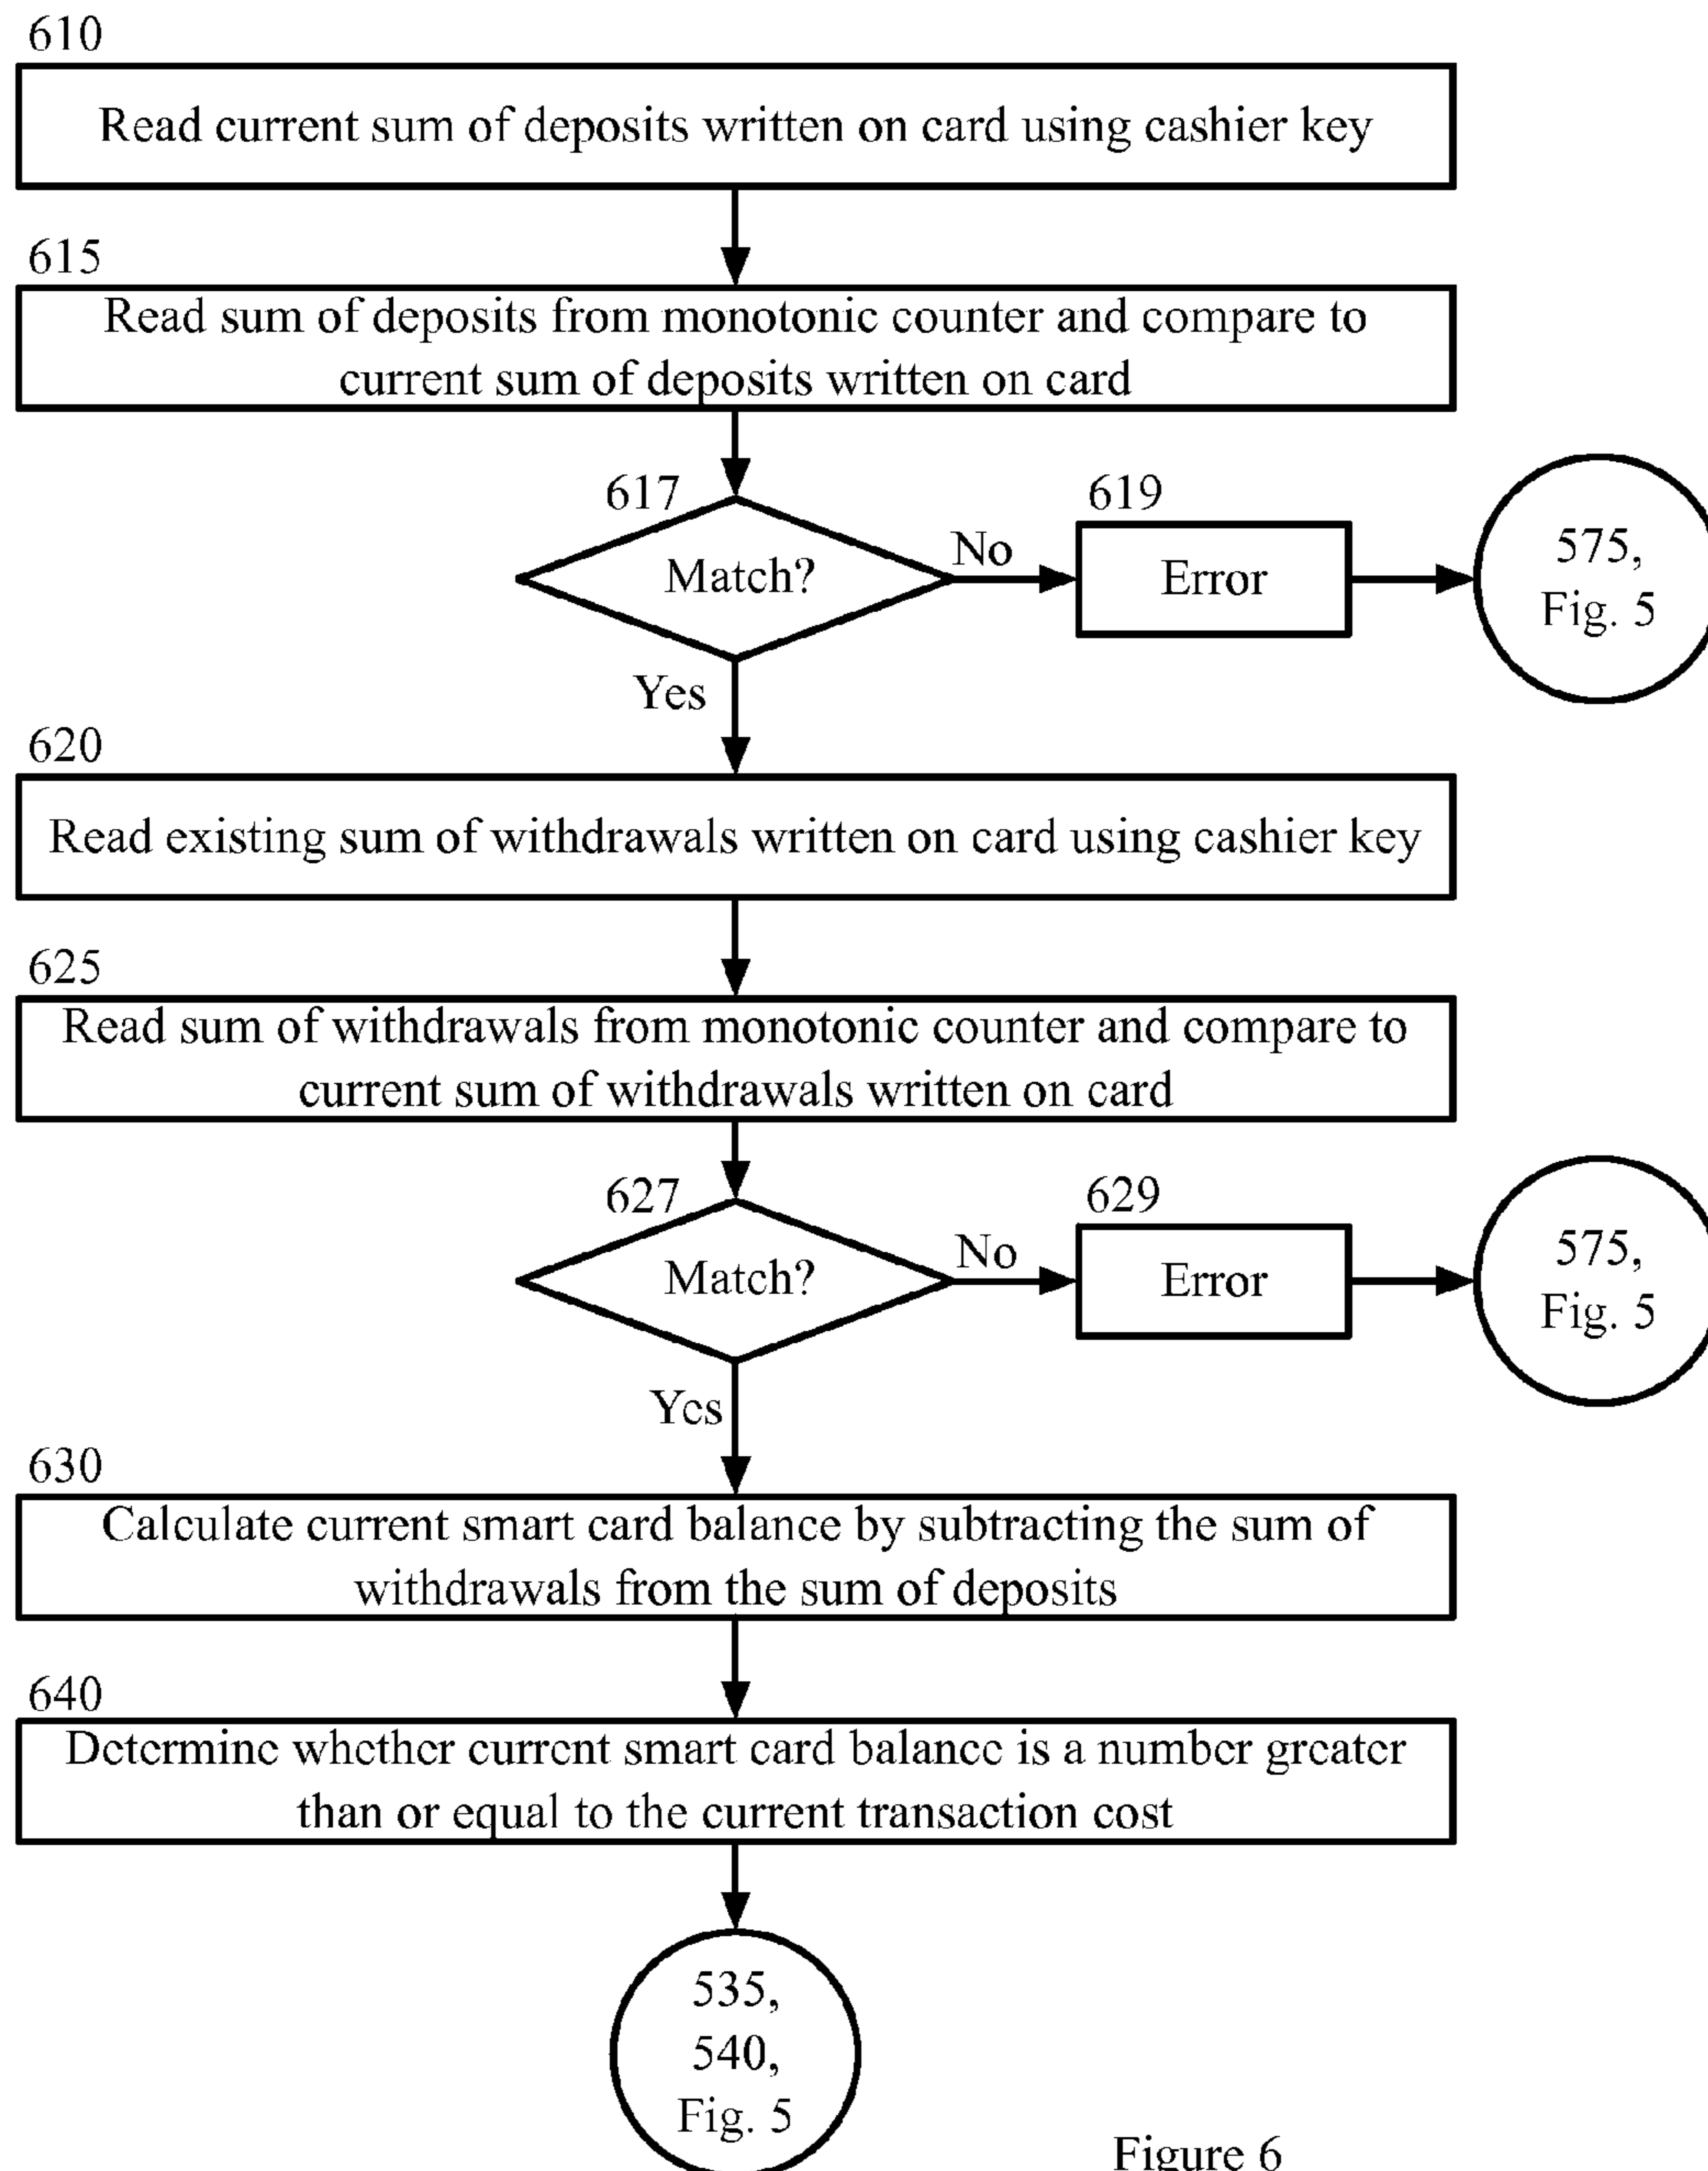 610
Read current sum of deposits written on card using cashier key
615
Read sum of deposits from monotonic counter and compare to
current sum of deposits written on card
617
Match?
No
619
Error
575,
Fig. 5
Yes
620
Read existing sum of withdrawals written on card using cashier key
625
Read sum of withdrawals from monotonic counter and compare to
current sum of withdrawals written on card
627
Match?
No
629
Error
575,
Fig. 5
Yes
630
Calculate current smart card balance by subtracting the sum of
withdrawals from the sum of deposits
640
Determine whether current smart card balance is a number greater
than or equal to the current transaction cost
535,
540,
Fig. 5
Figure 6